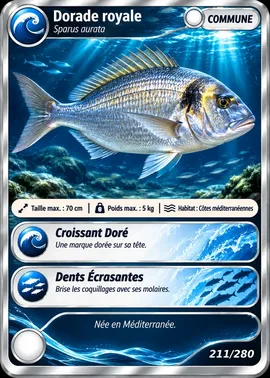 Dorade royale
Sparus aurata
COMMUNE
Taille max. : 70 cm | Poids max. : 5 kg | Habitat : Côtes méditerranéennes
Croissant Doré
Une marque dorée sur sa tête.
Dents Écrasantes
Brise les coquillages avec ses molaires.
Née en Méditerranée.
211/280